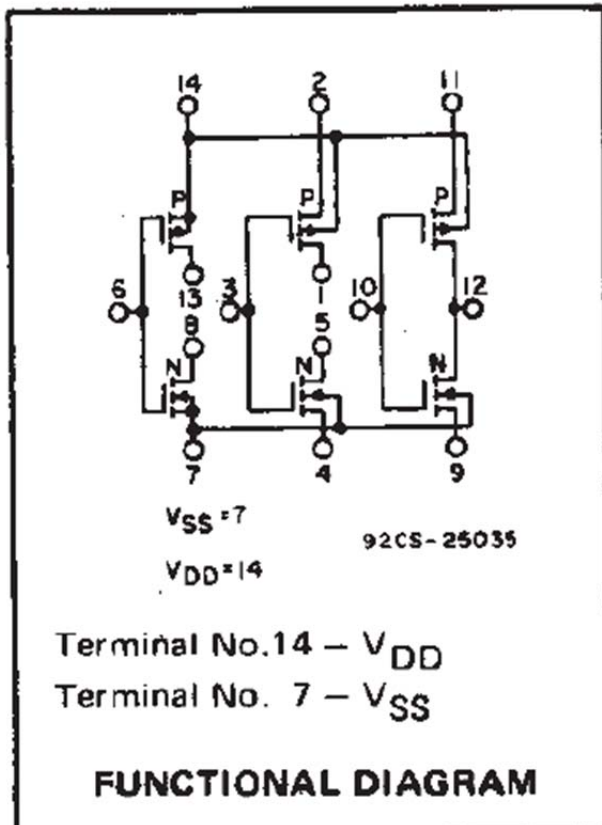 14 2 11
P P P
6 13 3 1 10 12
8 5
N N N
7 4 9
VSS=7
92CS-25035
VDD=14
Terminal No.14 – VDD
Terminal No. 7 – VSS
FUNCTIONAL DIAGRAM